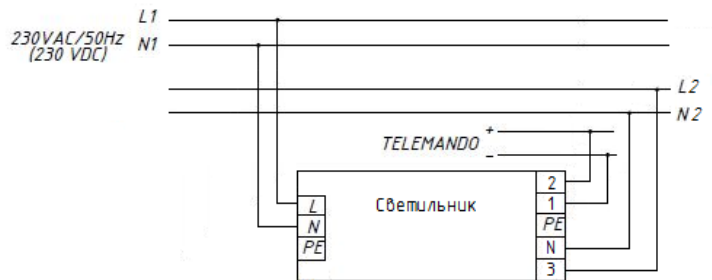 L1
230VAC/50Hz N1
(230 VDC)
L2
N2
TELEMANDO +
–
2
L Светильник 1
N PE
PE N
3